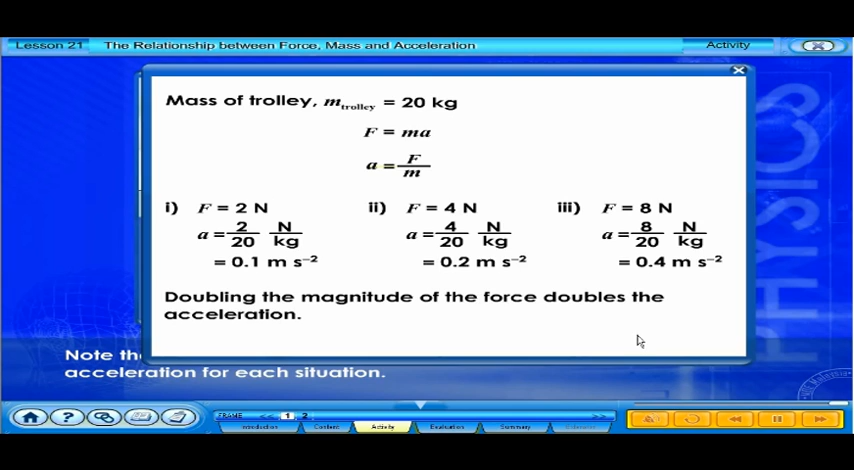 Lesson 21 The Relationship between Force, Mass and Acceleration Activity
Mass of trolley, m trolley = 20 kg
F = ma
a = F/m
i) F = 2 N ii) F = 4 N iii) F = 8 N
a = 2/20 N/kg a = 4/20 N/kg a = 8/20 N/kg
= 0.1 m s⁻² = 0.2 m s⁻² = 0.4 m s⁻²
Doubling the magnitude of the force doubles the
acceleration.
Note th
acceleration for each situation.
PHYSICS
FRAME << 1 2 >>
Introduction Content Activity Evaluation Summary